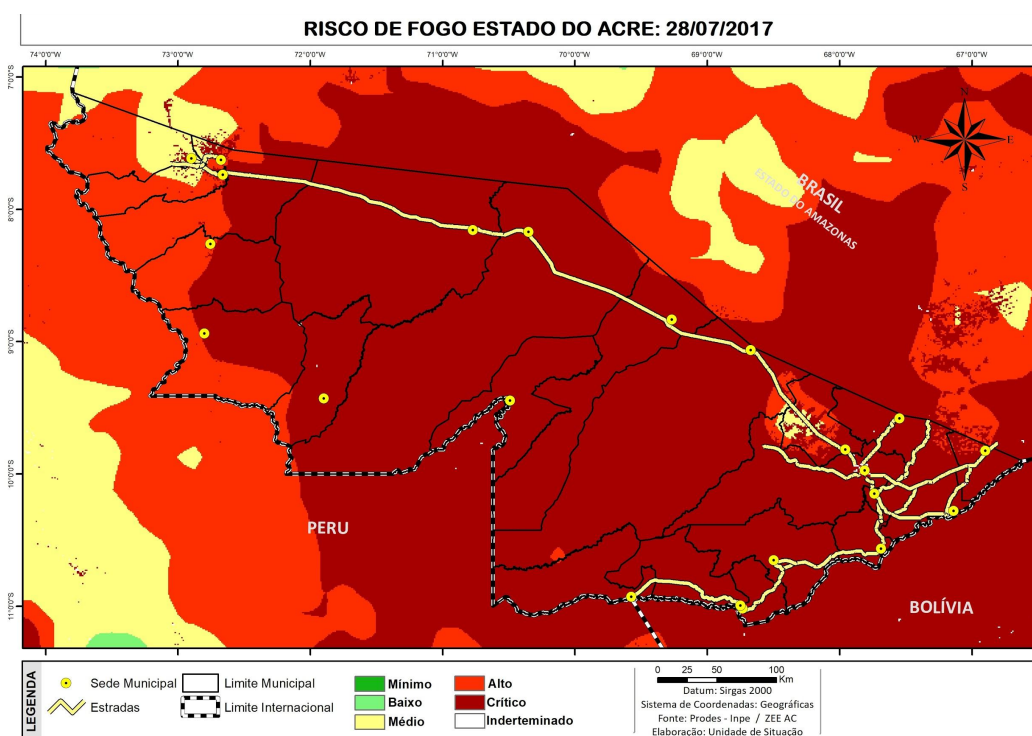 RISCO DE FOGO ESTADO DO ACRE: 28/07/2017
74°0'0"W 73°0'0"W 72°0'0"W 71°0'0"W 70°0'0"W 69°0'0"W 68°0'0"W 67°0'0"W
7°0'0"S
8°0'0"S
9°0'0"S
10°0'0"S
11°0'0"S
N
W E
S
BRASIL
ESTADO DO AMAZONAS
PERU
BOLÍVIA
LEGENDA
Sede Municipal
Estradas
Limite Municipal
Limite Internacional
Mínimo
Baixo
Médio
Alto
Crítico
Inderteminado
0 25 50 100
Km
Datum: Sirgas 2000
Sistema de Coordenadas: Geográficas
Fonte: Prodes - Inpe / ZEE AC
Elaboração: Unidade de Situação